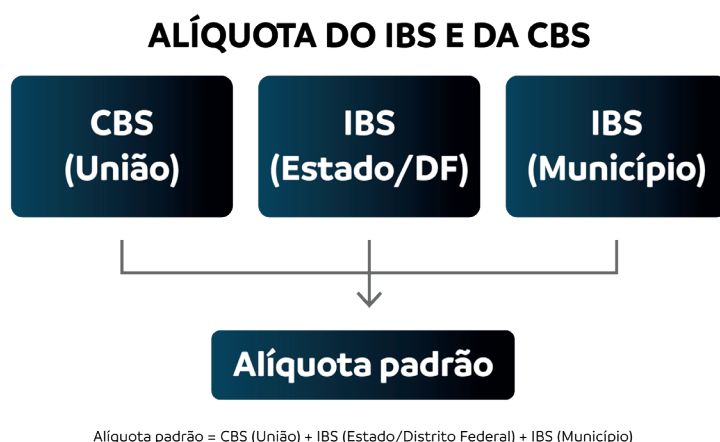 ALÍQUOTA DO IBS E DA CBS
CBS
(União)
IBS
(Estado/DF)
IBS
(Município)
Alíquota padrão
Alíquota padrão = CBS (União) + IBS (Estado/Distrito Federal) + IBS (Município)